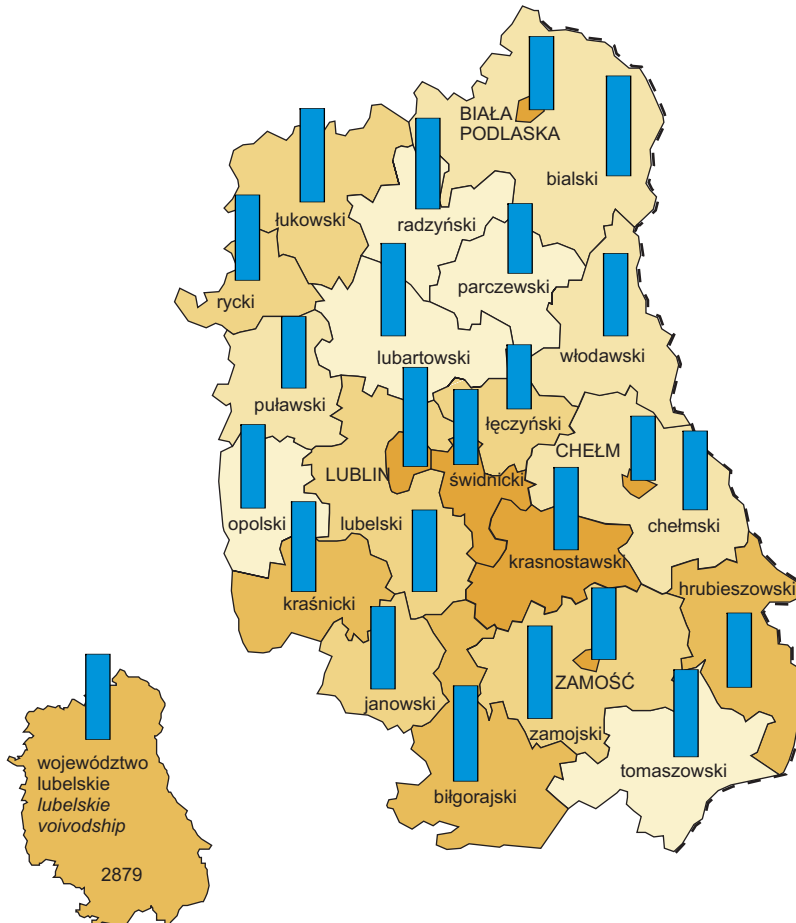 BIAŁA
PODLASKA
bialski
łukowski
radzyński
rycki
parczewski
lubartowski
włodawski
puławski
łęczyński
LUBLIN
świdnicki
CHEŁM
opolski
lubelski
chełmski
krasnostawski
kraśnicki
hrubieszowski
janowski
ZAMOŚĆ
zamojski
tomaszowski
biłgorajski
województwo
lubelskie
lubelskie
voivodship
2879